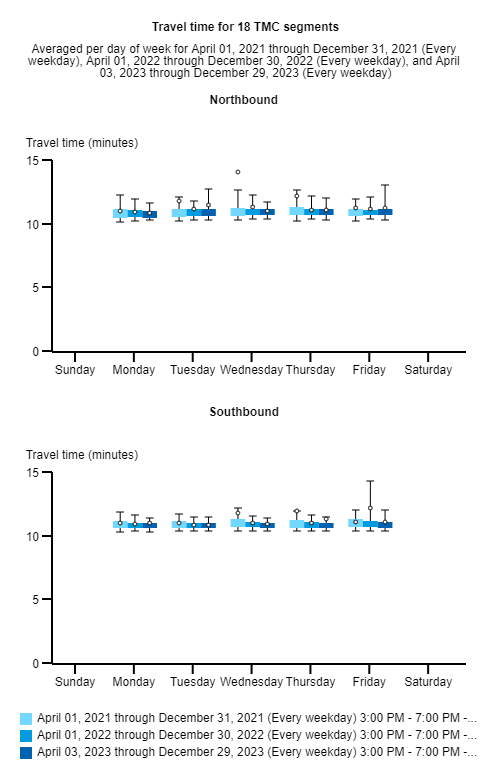 Travel time for 18 TMC segments
Averaged per day of week for April 01, 2021 through December 31, 2021 (Every
weekday), April 01, 2022 through December 30, 2022 (Every weekday), and April
03, 2023 through December 29, 2023 (Every weekday)
Northbound
Travel time (minutes)
15
10
5
0
Sunday Monday Tuesday Wednesday Thursday Friday Saturday
Southbound
Travel time (minutes)
15
10
5
0
Sunday Monday Tuesday Wednesday Thursday Friday Saturday
April 01, 2021 through December 31, 2021 (Every weekday) 3:00 PM - 7:00 PM -...
April 01, 2022 through December 30, 2022 (Every weekday) 3:00 PM - 7:00 PM -...
April 03, 2023 through December 29, 2023 (Every weekday) 3:00 PM - 7:00 PM -...